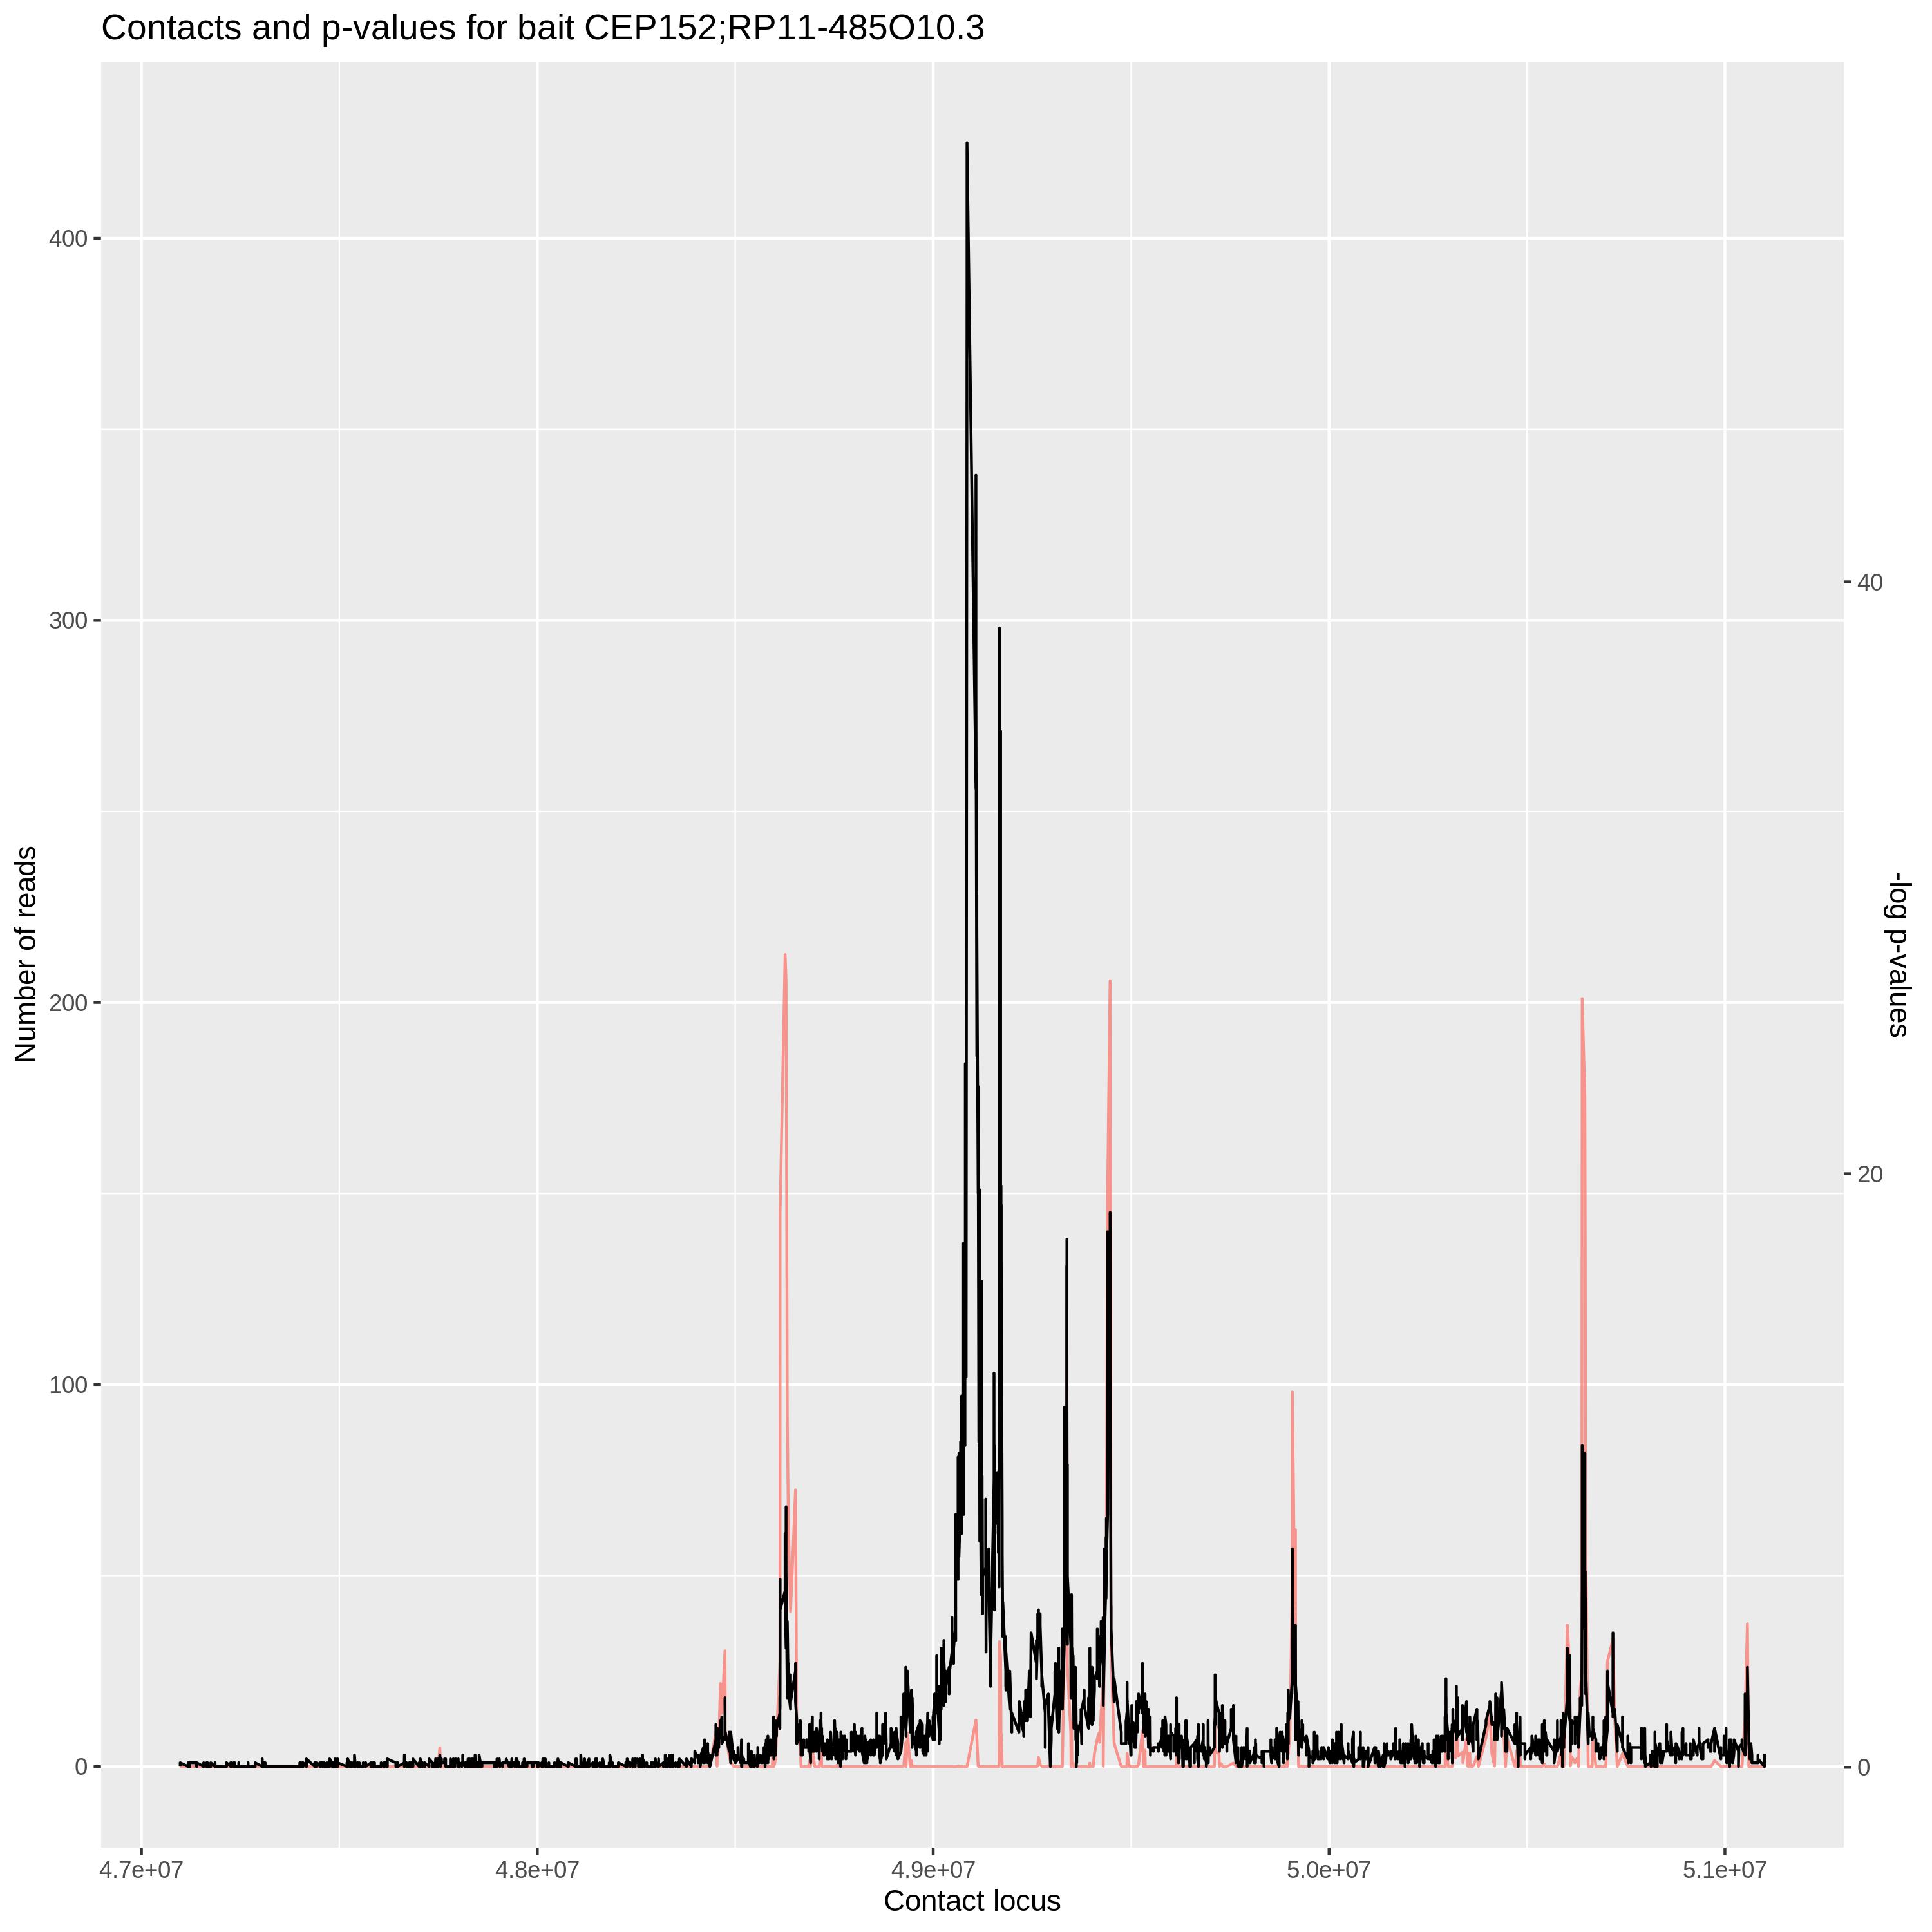 Contacts and p-values for bait CEP152;RP11-485O10.3
400
300
200
100
0
40
20
0
Number of reads
-log p-values
4.7e+07
4.8e+07
4.9e+07
5.0e+07
5.1e+07
Contact locus